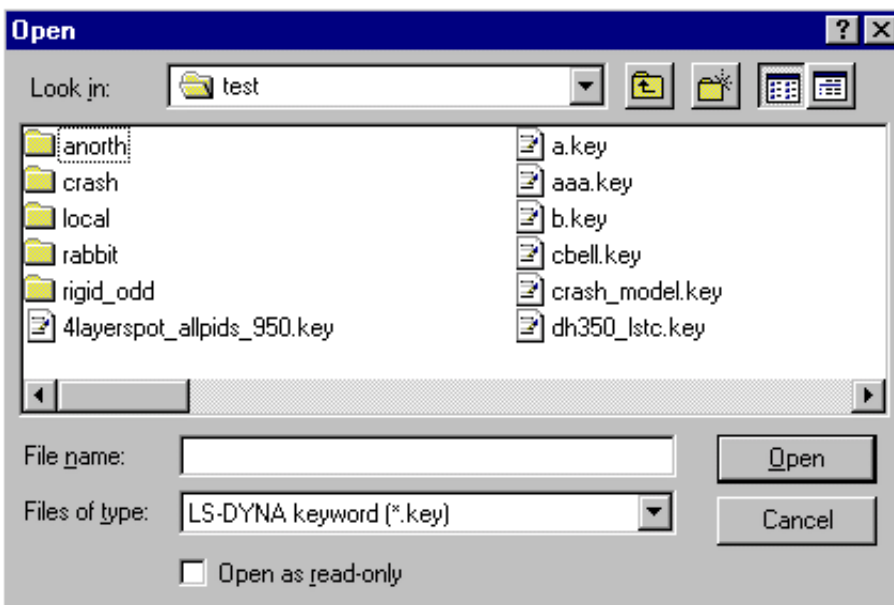 Open
Look in: test
anorth
crash
local
rabbit
rigid_odd
4layerspot_allpids_950.key
a.key
aaa.key
b.key
cbell.key
crash_model.key
dh350_lstc.key
File name: Open
Files of type: LS-DYNA keyword (*.key) Cancel
Open as read-only